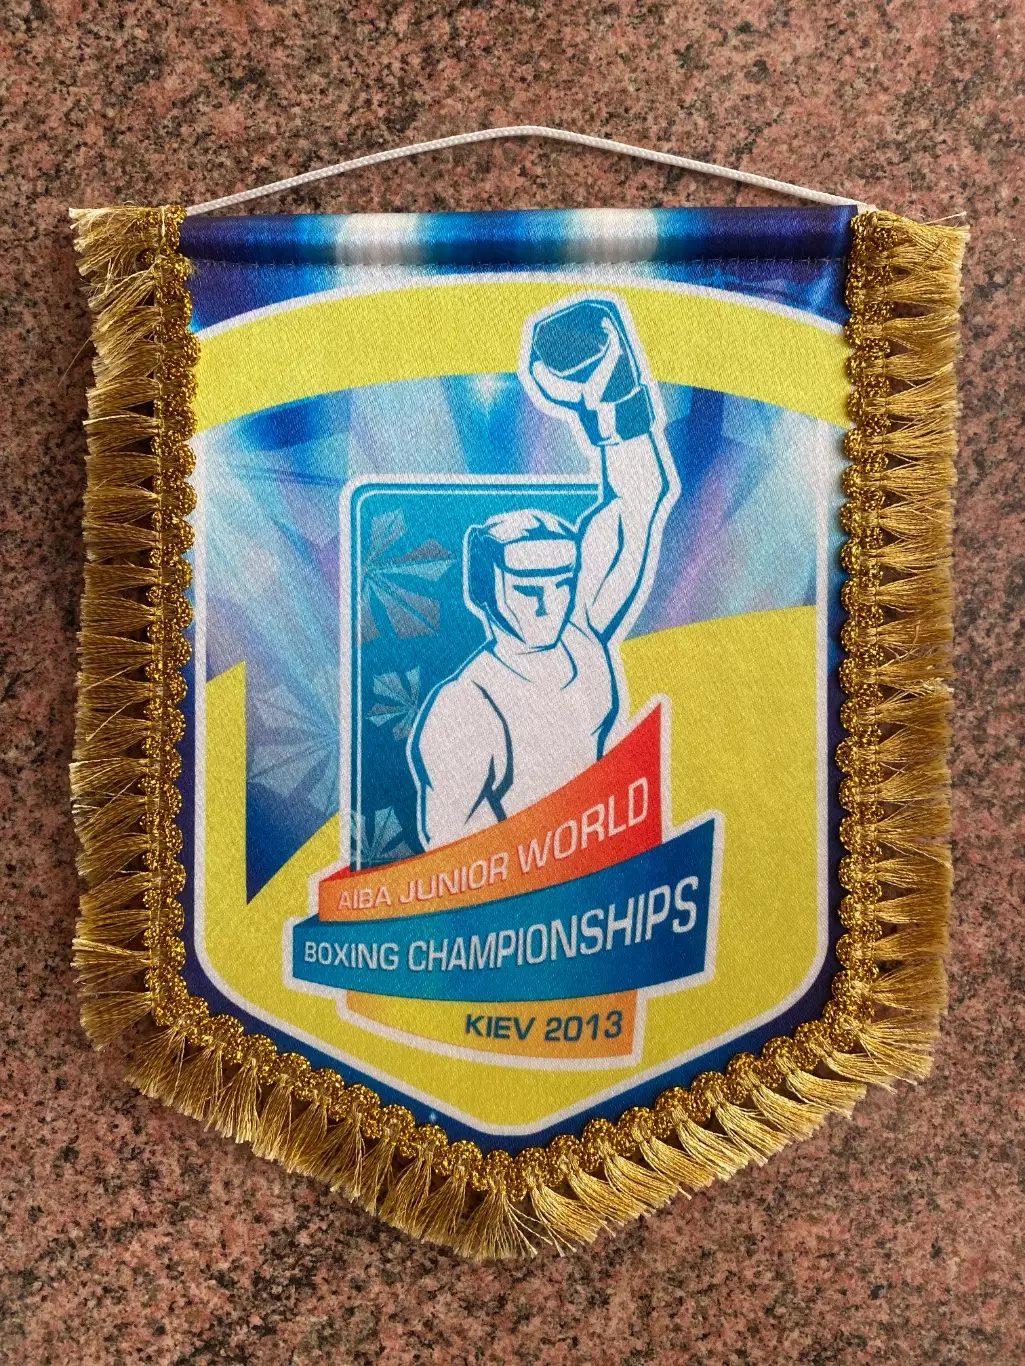 AIBA JUNIOR WORLD
BOXING CHAMPIONSHIPS
KIEV 2013